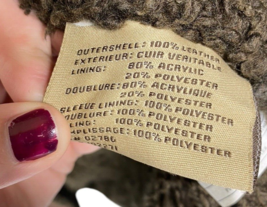 OUTERSHELL: 100% LEATHER
EXTERIEUR: CUIR VERITABLE
LINING: 80% ACRYLIC
20% POLYESTER
DOUBLURE: 80% ACRYLIQUE
20% POLYESTER
SLEEVE LINING: 100% POLYESTER
DOUBLURE: 100% POLYESTER
100% POLYESTER
100% POLYESTER
02786